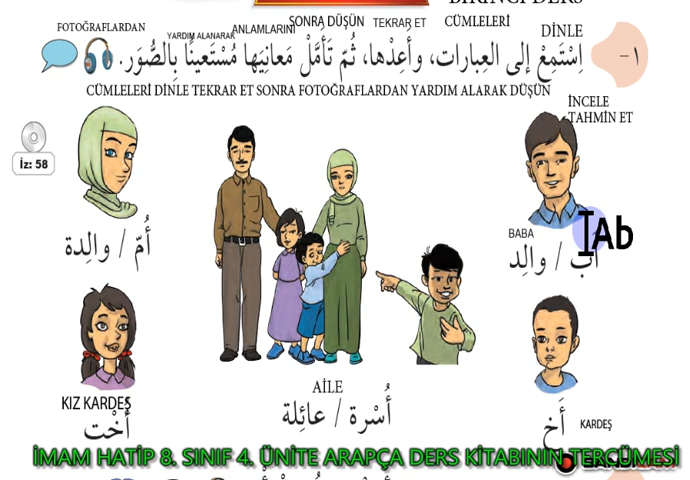 BİRİNCİ DERS
FOTOĞRAFLARDAN YARDIM ALARAK ANLAMLARINI SONRA DÜŞÜN TEKRAR ET CÜMLELERİ DİNLE
١- اِسْتَمِعْ إلى العِبارات، وأَعِدْها، ثُمّ تَأَمَّلْ مَعانِيَها مُسْتَعينًا بِالصُّوَر.
CÜMLELERİ DİNLE TEKRAR ET SONRA FOTOĞRAFLARDAN YARDIM ALARAK DÜŞÜN
İNCELE
TAHMİN ET
İz: 58
BABA
Ab
أَب / والِد
أُمّ / والِدة
KIZ KARDEŞ
أُخْت
AİLE
أُسْرة / عائِلة
KARDEŞ
أَخ
İMAM HATİP 8. SINIF 4. ÜNİTE ARAPÇA DERS KİTABININ TERCÜMESİ